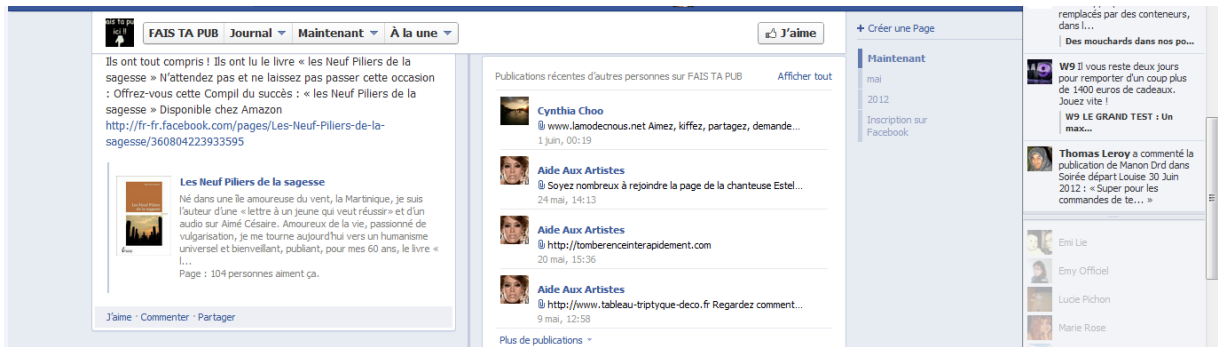 ici !!
FAIS TA PUB
Journal
Maintenant
À la une
J'aime
Ils ont tout compris ! Ils ont lu le livre « les Neuf Piliers de la
sagesse » N'attendez pas et ne laissez pas passer cette occasion
: Offrez-vous cette Compil du succès : « les Neuf Piliers de la
sagesse » Disponible chez Amazon
http://fr-fr.facebook.com/pages/Les-Neuf-Piliers-de-la-
sagesse/360804223933595
Les Neuf Piliers de la sagesse
Né dans une île amoureuse du vent, la Martinique, je suis
l'auteur d'une «lettre à un jeune qui veut réussir» et d'un
audio sur Aimé Césaire. Amoureux de la vie, passionné de
vulgarisation, je me tourne aujourd'hui vers un humanisme
universel et bienveillant, publiant, pour mes 60 ans, le livre «
l...
Page : 104 personnes aiment ça.
J'aime · Commenter · Partager
Publications récentes d'autres personnes sur FAIS TA PUB
Afficher tout
Cynthia Choo
www.lamodecnous.net Aimez, kiffez, partagez, demande...
1 juin, 00:19
Aide Aux Artistes
Soyez nombreux à rejoindre la page de la chanteuse Estel...
24 mai, 14:13
Aide Aux Artistes
http://tomberenceinterapidement.com
20 mai, 15:36
Aide Aux Artistes
http://www.tableau-triptyque-deco.fr Regardez comment...
9 mai, 12:58
Plus de publications
+ Créer une Page
Maintenant
mai
2012
Inscription sur
Facebook
remplacés par des conteneurs,
dans l...
Des mouchards dans nos po...
W9 Il vous reste deux jours
pour remporter d'un coup plus
de 1400 euros de cadeaux.
Jouez vite !
W9 LE GRAND TEST : Un
max...
Thomas Leroy a commenté la
publication de Manon Drd dans
Soirée départ Louise 30 Juin
2012 : «Super pour les
commandes de te... »
Emi Lie
Emy Officiel
Lucie Pichon
Marie Rose